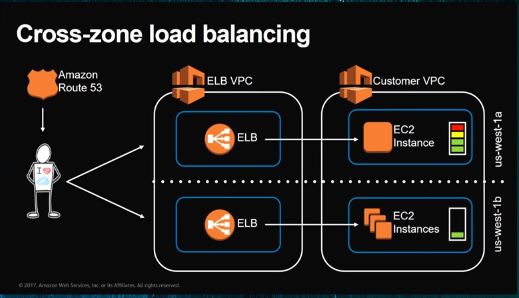 Cross-zone load balancing
Amazon
Route 53
ELB VPC
Customer VPC
ELB
EC2
Instance
us-west-1a
I
ELB
EC2
Instances
us-west-1b
© 2017, Amazon Web Services, Inc. or its Affiliates. All rights reserved.